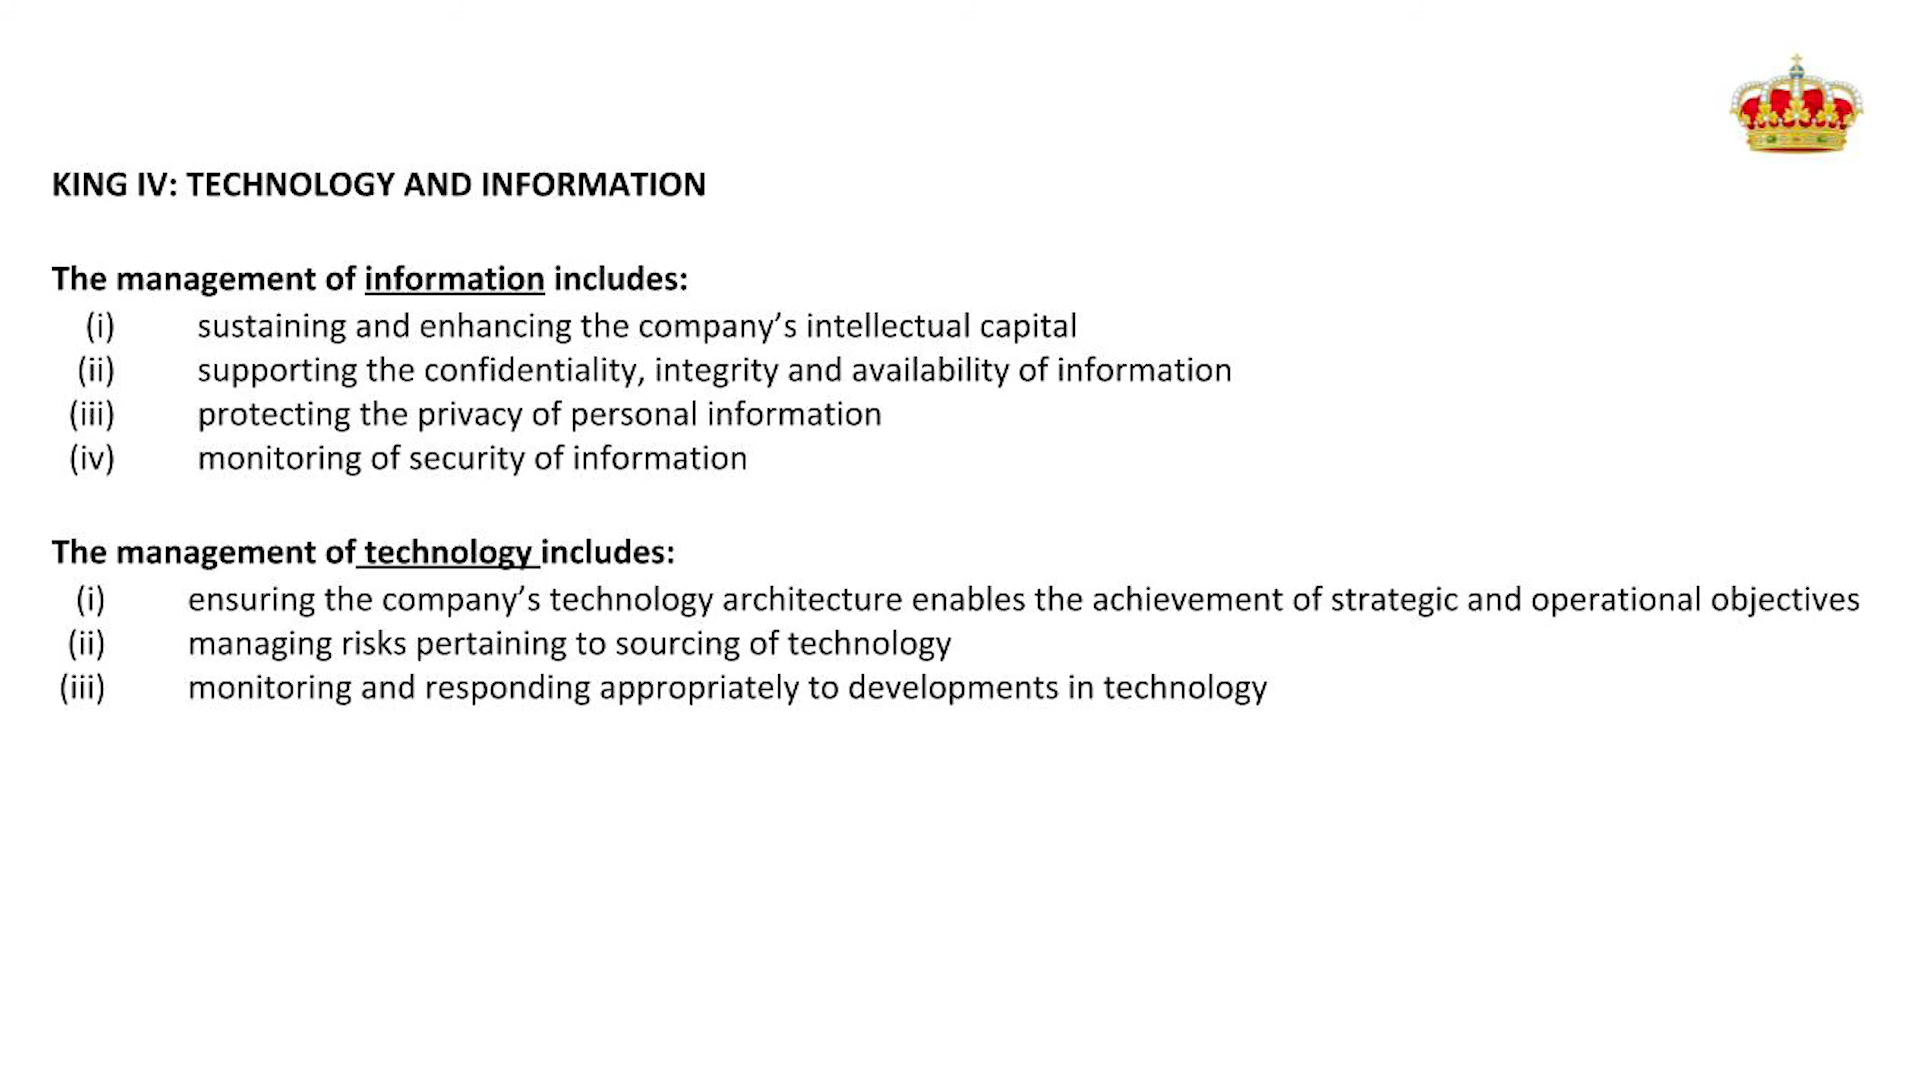 KING IV: TECHNOLOGY AND INFORMATION
The management of information includes:
(i) sustaining and enhancing the company’s intellectual capital
(ii) supporting the confidentiality, integrity and availability of information
(iii) protecting the privacy of personal information
(iv) monitoring of security of information
The management of technology includes:
(i) ensuring the company’s technology architecture enables the achievement of strategic and operational objectives
(ii) managing risks pertaining to sourcing of technology
(iii) monitoring and responding appropriately to developments in technology